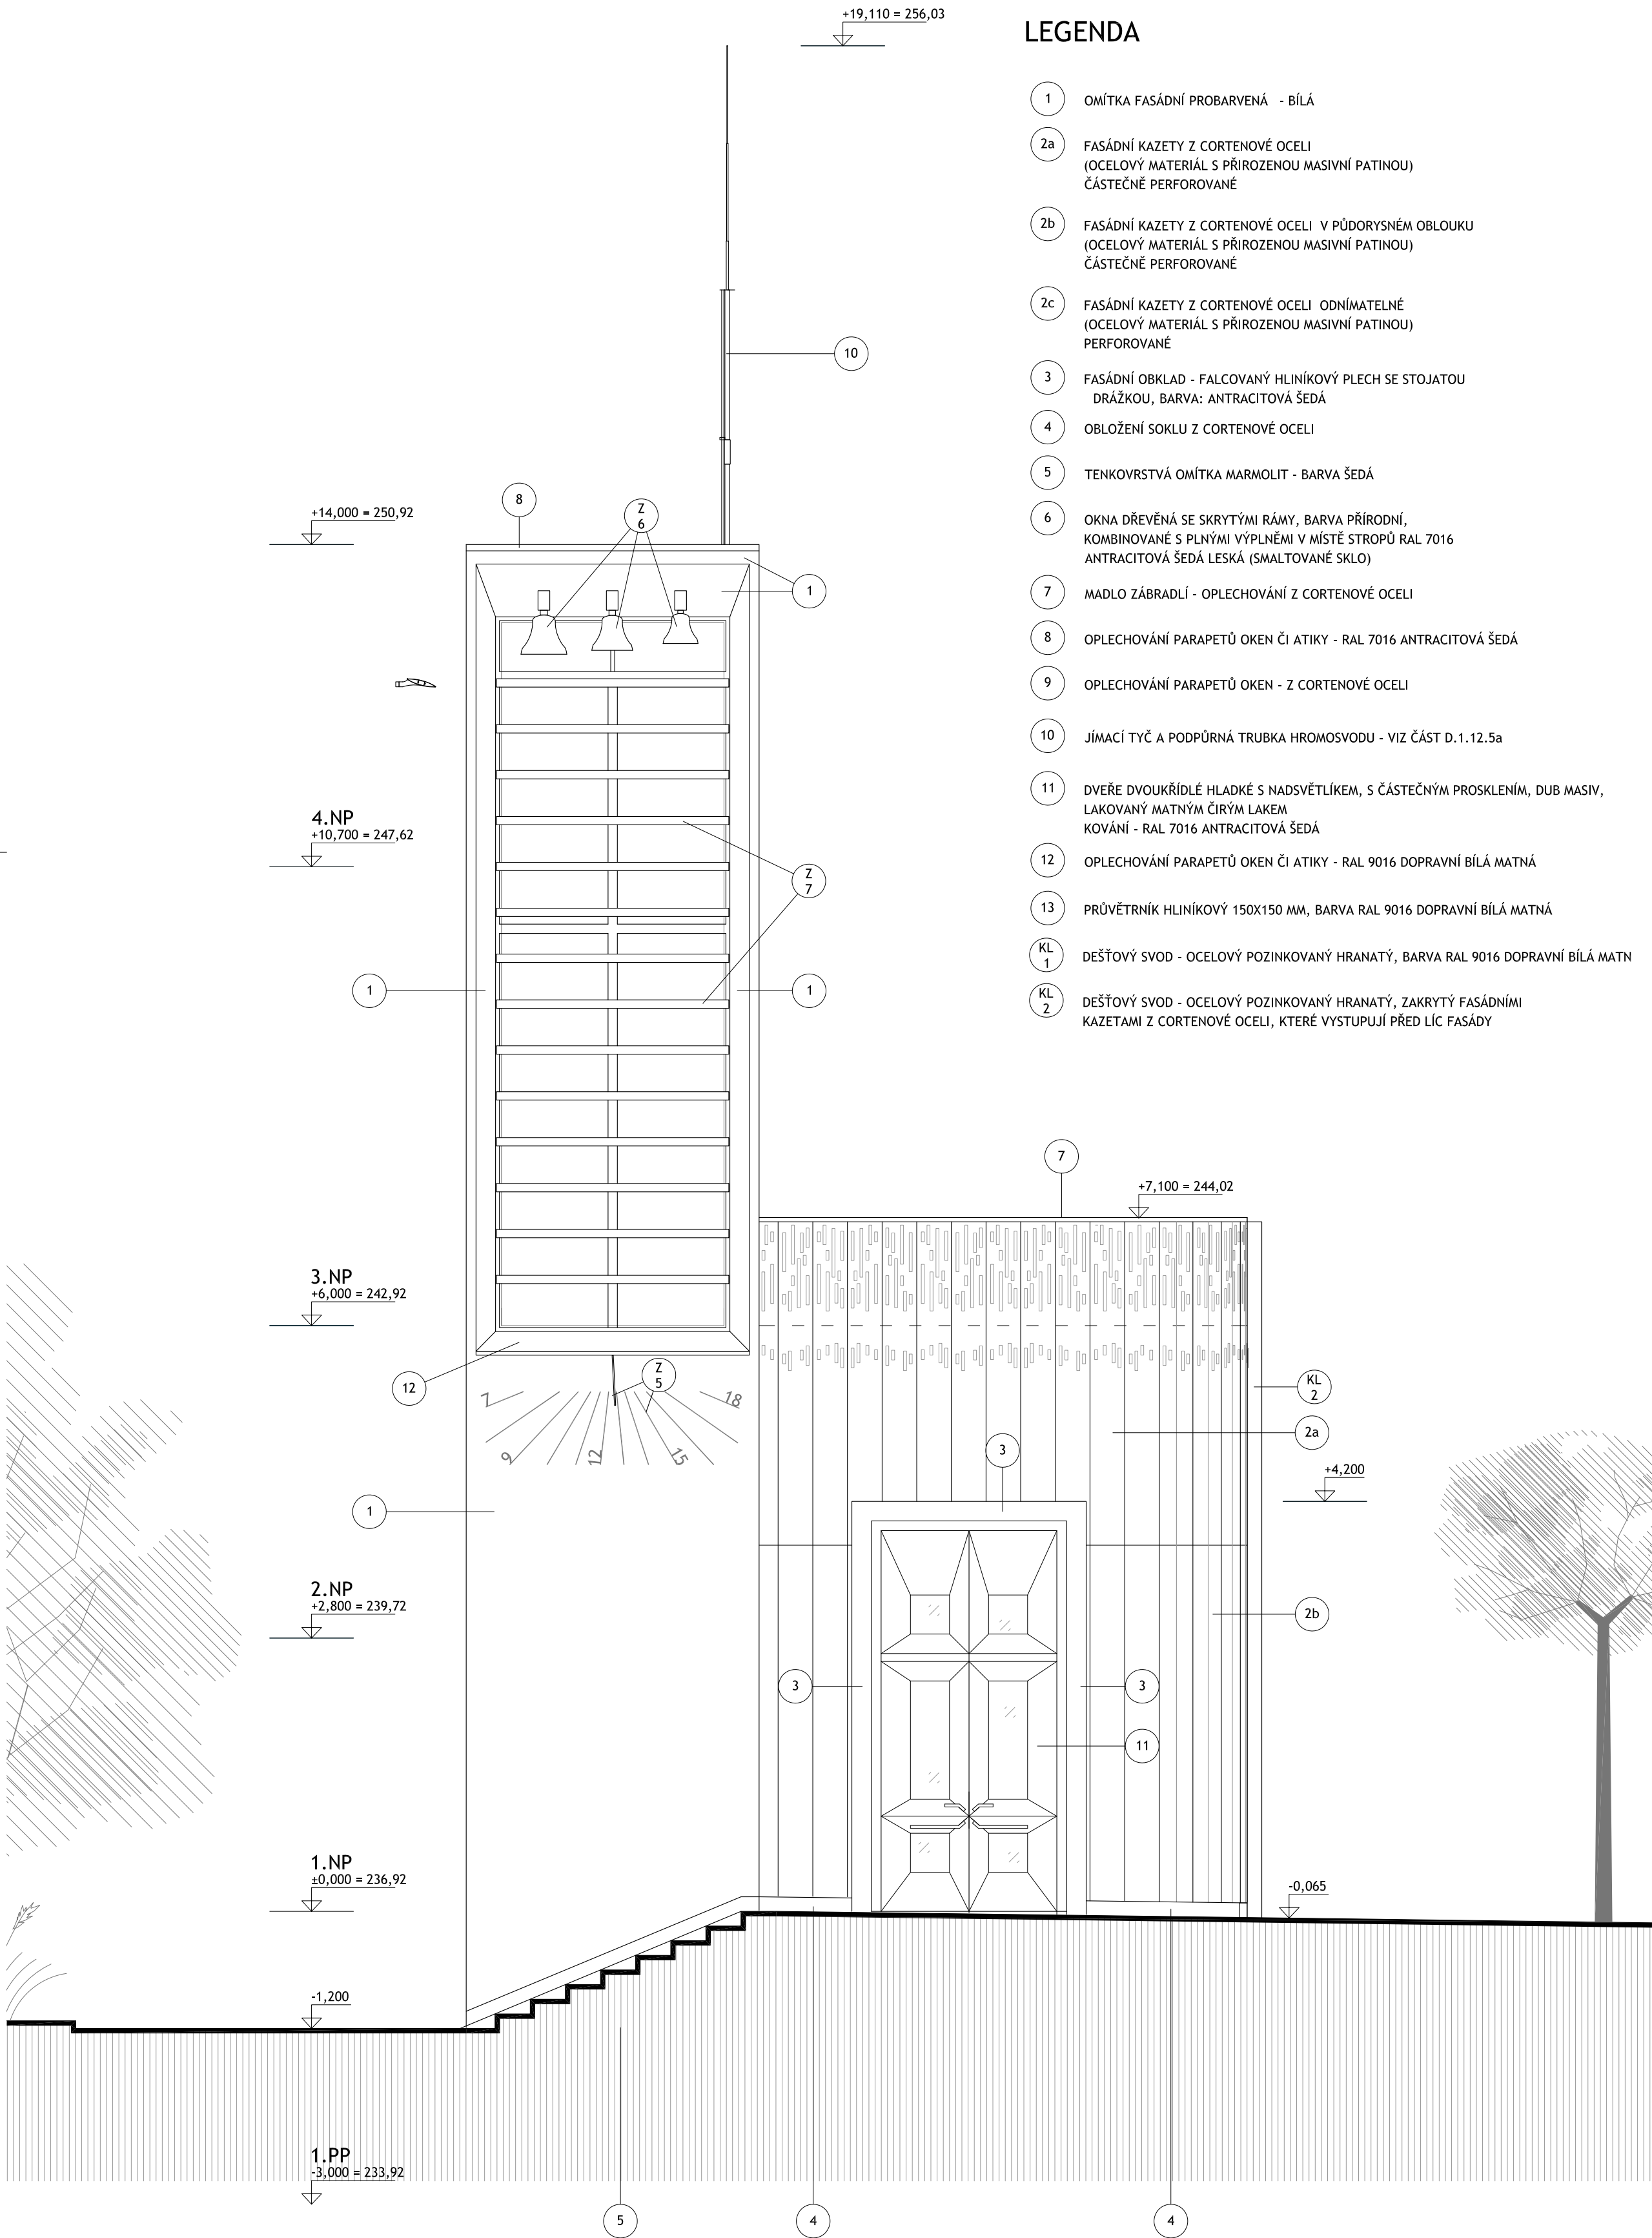 +19,110 = 256,03
LEGENDA
1 OMÍTKA FASÁDNÍ PROBARVENÁ - BÍLÁ
2a FASÁDNÍ KAZETY Z CORTENOVÉ OCELI
(OCELOVÝ MATERIÁL S PŘIROZENOU MASIVNÍ PATINOU)
ČÁSTEČNĚ PERFOROVANÉ
2b FASÁDNÍ KAZETY Z CORTENOVÉ OCELI V PŮDORYSNÉM OBLOUKU
(OCELOVÝ MATERIÁL S PŘIROZENOU MASIVNÍ PATINOU)
ČÁSTEČNĚ PERFOROVANÉ
2c FASÁDNÍ KAZETY Z CORTENOVÉ OCELI ODNÍMATELNÉ
(OCELOVÝ MATERIÁL S PŘIROZENOU MASIVNÍ PATINOU)
PERFOROVANÉ
3 FASÁDNÍ OBKLAD - FALCOVANÝ HLINÍKOVÝ PLECH SE STOJATOU
DRÁŽKOU, BARVA: ANTRACITOVÁ ŠEDÁ
4 OBLOŽENÍ SOKLU Z CORTENOVÉ OCELI
5 TENKOVRSTVÁ OMÍTKA MARMOLIT - BARVA ŠEDÁ
6 OKNA DŘEVĚNÁ SE SKRYTÝMI RÁMY, BARVA PŘÍRODNÍ,
KOMBINOVANÉ S PLNÝMI VÝPLNĚMI V MÍSTĚ STROPŮ RAL 7016
ANTRACITOVÁ ŠEDÁ LESKÁ (SMALTOVANÉ SKLO)
7 MADLO ZÁBRADLÍ - OPLECHOVÁNÍ Z CORTENOVÉ OCELI
8 OPLECHOVÁNÍ PARAPETŮ OKEN ČI ATIKY - RAL 7016 ANTRACITOVÁ ŠEDÁ
9 OPLECHOVÁNÍ PARAPETŮ OKEN - Z CORTENOVÉ OCELI
10 JÍMACÍ TYČ A PODPŮRNÁ TRUBKA HROMOSVODU - VIZ ČÁST D.1.12.5a
11 DVEŘE DVOUKŘÍDLÉ HLADKÉ S NADSVĚTLÍKEM, S ČÁSTEČNÝM PROSKLENÍM, DUB MASIV,
LAKOVANÝ MATNÝM ČIRÝM LAKEM
KOVÁNÍ - RAL 7016 ANTRACITOVÁ ŠEDÁ
12 OPLECHOVÁNÍ PARAPETŮ OKEN ČI ATIKY - RAL 9016 DOPRAVNÍ BÍLÁ MATNÁ
13 PRŮVĚTRNÍK HLINÍKOVÝ 150X150 MM, BARVA RAL 9016 DOPRAVNÍ BÍLÁ MATNÁ
KL
1 DEŠŤOVÝ SVOD - OCELOVÝ POZINKOVANÝ HRANATÝ, BARVA RAL 9016 DOPRAVNÍ BÍLÁ MATN
KL
2 DEŠŤOVÝ SVOD - OCELOVÝ POZINKOVANÝ HRANATÝ, ZAKRYTÝ FASÁDNÍMI
KAZETAMI Z CORTENOVÉ OCELI, KTERÉ VYSTUPUJÍ PŘED LÍC FASÁDY
10
8
Z
6
+14,000 = 250,92
1
4.NP
+10,700 = 247,62
Z
7
1
1
7
+7,100 = 244,02
3.NP
+6,000 = 242,92
12
Z
5
KL
2
7
9
12
15
18
2a
3
+4,200
1
2.NP
+2,800 = 239,72
2b
3
3
11
1.NP
±0,000 = 236,92
-0,065
-1,200
1.PP
-3,000 = 233,92
5
4
4